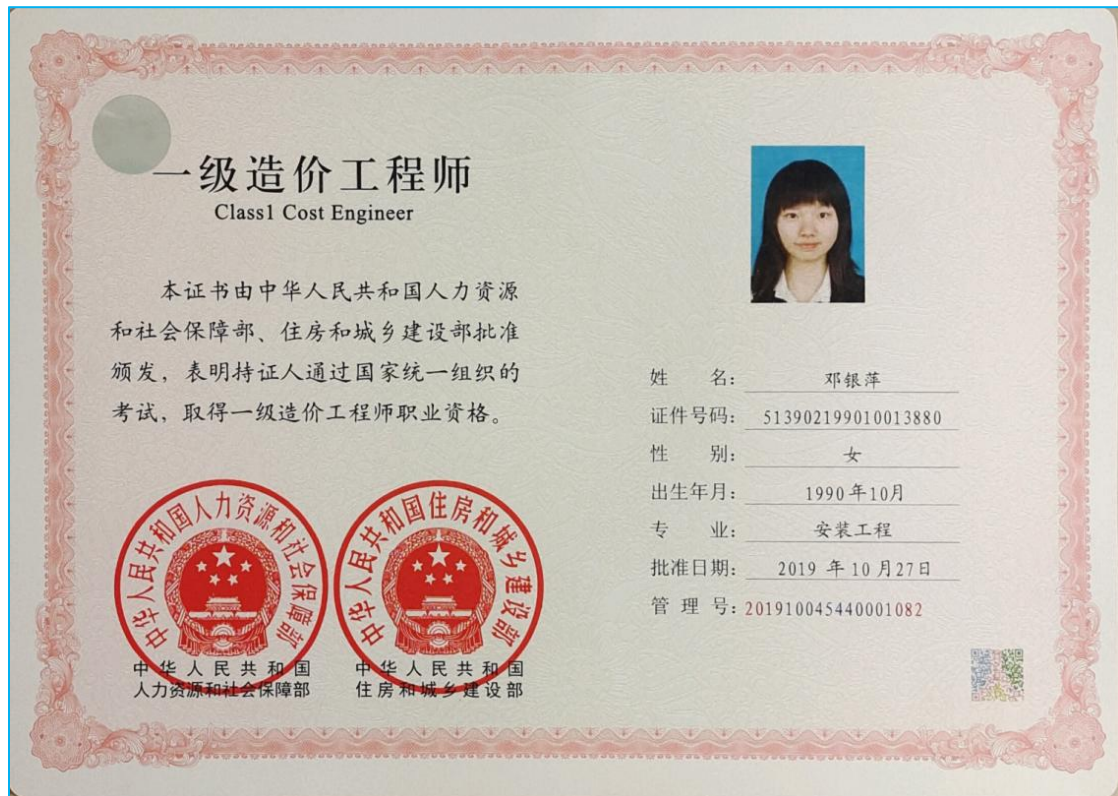 一级造价工程师
Class1 Cost Engineer
本证书由中华人民共和国人力资源
和社会保障部、住房和城乡建设部批准
颁发，表明持证人通过国家统一组织的
考试，取得一级造价工程师职业资格。
中华人民共和国人力资源和社会保障部
中华人民共和国住房和城乡建设部
中华人民共和国
人力资源和社会保障部
中华人民共和国
住房和城乡建设部
姓 名：邓银萍
证件号码：513902199010013880
性 别：女
出生年月：1990年10月
专 业：安装工程
批准日期：2019 年 10 月27日
管 理 号：201910045440001082